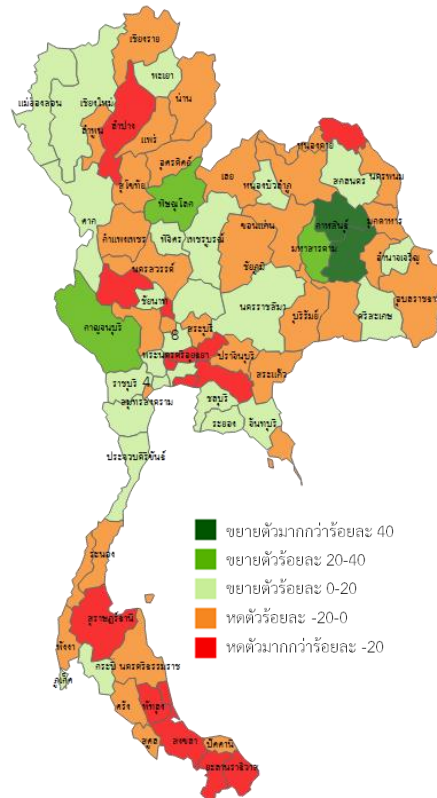 เชียงราย
พะเยา
แม่ฮ่องสอน
เชียงใหม่
น่าน
ลำปาง
ลำพูน
แพร่
อุตรดิตถ์
เลย
หนองคาย
สุโขทัย
หนองบัวลำภู
สกลนคร
นครพนม
พิษณุโลก
ตาก
กาฬสินธุ์
มุกดาหาร
ขอนแก่น
กำแพงเพชร
พิจิตร
เพชรบูรณ์
มหาสารคาม
อำนาจเจริญ
ชัยภูมิ
นครสวรรค์
ชัยนาท
นครราชสีมา
บุรีรัมย์
ศรีสะเกษ
อุบลราชธานี
กาญจนบุรี
สระบุรี
6
พระนครศรีอยุธยา
ปราจีนบุรี
สระแก้ว
ราชบุรี
4
สมุทรสงคราม
ชลบุรี
ระยอง
จันทบุรี
ประจวบคีรีขันธ์
ขยายตัวมากกว่าร้อยละ 40
ขยายตัวร้อยละ 20-40
ขยายตัวร้อยละ 0-20
หดตัวร้อยละ -20-0
หดตัวมากกว่าร้อยละ -20
ระนอง
สุราษฎร์ธานี
พังงา
กระบี่
นครศรีธรรมราช
ภูเก็ต
ตรัง
พัทลุง
สตูล
สงขลา
ปัตตานี
ยะลา
นราธิวาส